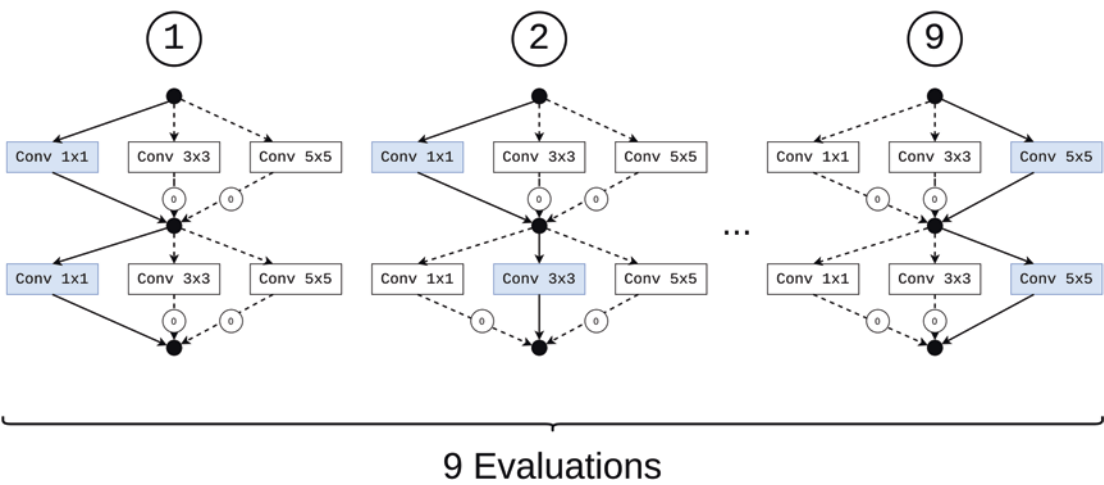 1 2 9
Conv 1x1 Conv 3x3 Conv 5x5 Conv 1x1 Conv 3x3 Conv 5x5 Conv 1x1 Conv 3x3 Conv 5x5
0 0 0 0 0 0
...
Conv 1x1 Conv 3x3 Conv 5x5 Conv 1x1 Conv 3x3 Conv 5x5 Conv 1x1 Conv 3x3 Conv 5x5
0 0 0 0 0 0
9 Evaluations